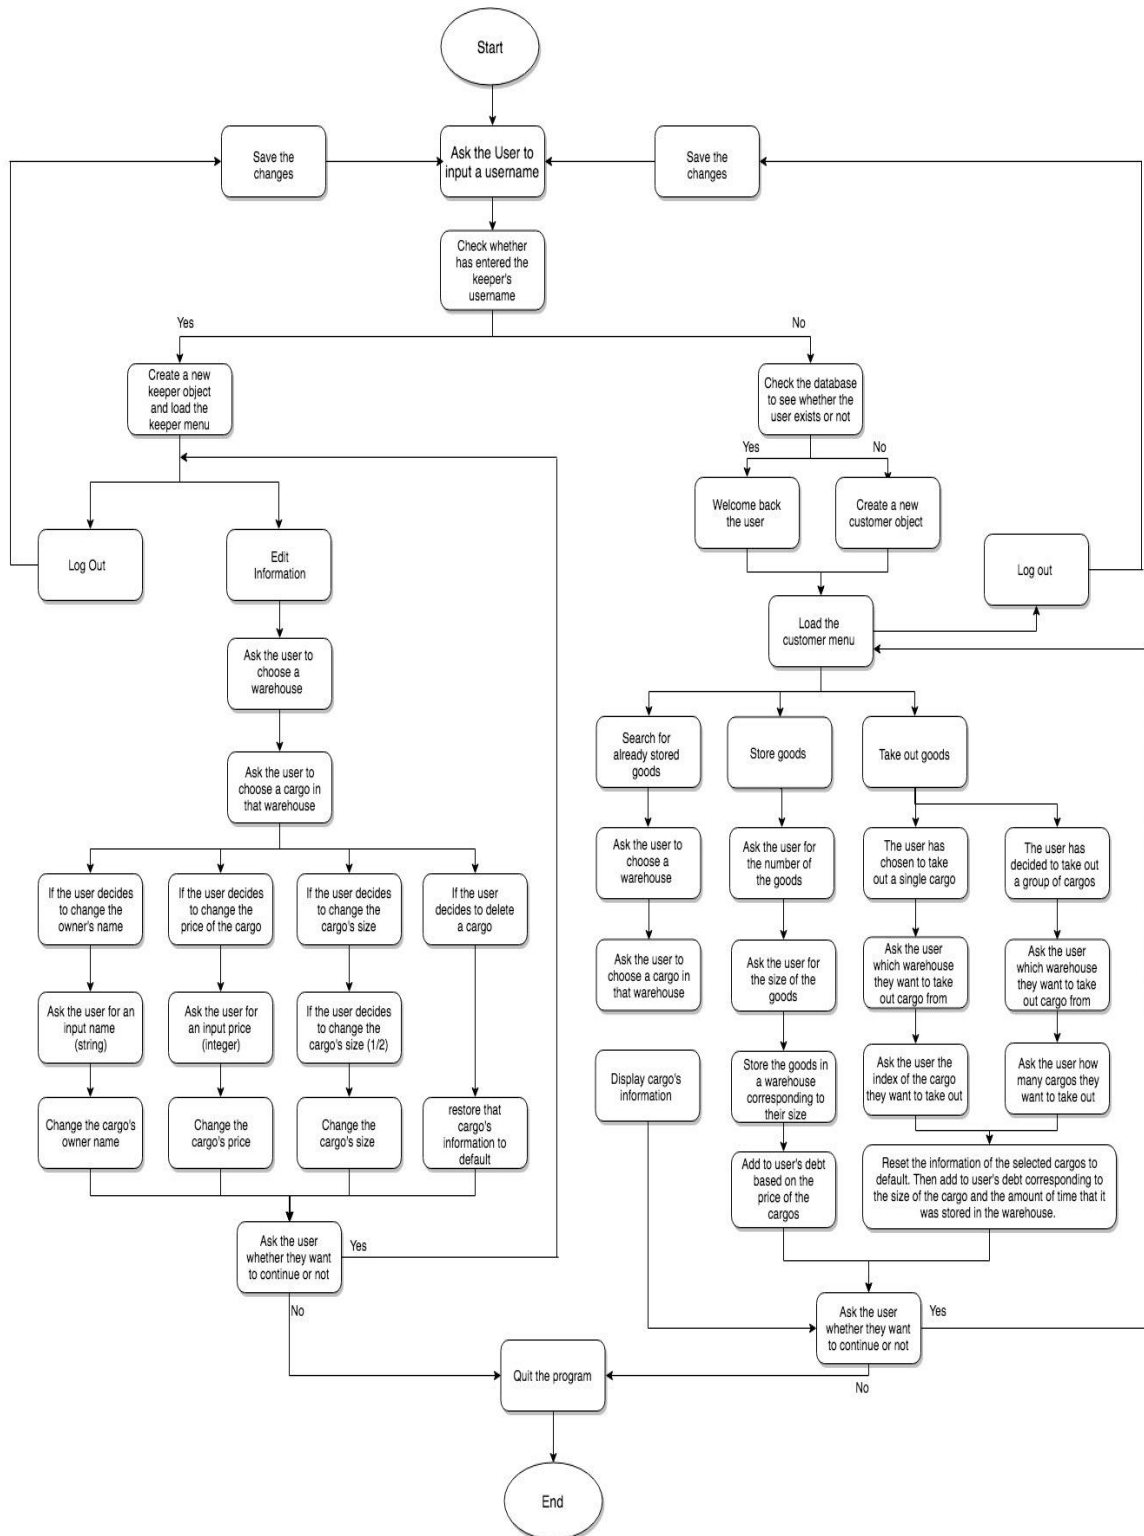 Start
Save the
changes
Ask the User to
input a username
Save the
changes
Check whether
has entered the
keeper's
username
Yes
No
Create a new
keeper object
and load the
keeper menu
Check the database
to see whether the
user exists or not
Yes
No
Welcome back
the user
Create a new
customer object
Log Out
Edit
Information
Log out
Load the
customer menu
Ask the user to
choose a
warehouse
Ask the user to
choose a cargo in
that warehouse
Search for
already stored
goods
Store goods
Take out goods
Ask the user to
choose a
warehouse
Ask the user for
the number of
the goods
The user has
chosen to take
out a single cargo
The user has
decided to take out
a group of cargos
If the user decides
to change the
owner's name
If the user decides
to change the
price of the cargo
If the user decides
to change the
cargo's size
If the user
decides to delete
a cargo
Ask the user to
choose a cargo in
that warehouse
Ask the user for
the size of the
goods
Ask the user
which warehouse
they want to take
out cargo from
Ask the user
which warehouse
they want to take
out cargo from
Ask the user for an
input name
(string)
Ask the user for
an input price
(integer)
If the user decides
to change the
cargo's size (1/2)
Display cargo's
information
Store the goods in
a warehouse
corresponding to
their size
Ask the user the
index of the cargo
they want to take out
Ask the user how
many cargos they
want to take out
Change the cargo's
owner name
Change the
cargo's price
Change the
cargo's size
restore that
cargo's
information to
default
Add to user's debt
based on the
price of the
cargos
Reset the information of the selected cargos to
default. Then add to user's debt corresponding to
the size of the cargo and the amount of time that it
was stored in the warehouse.
Ask the user
whether they want
to continue or not
Yes
No
Ask the user
whether they want
to continue or not
Yes
No
Quit the program
End